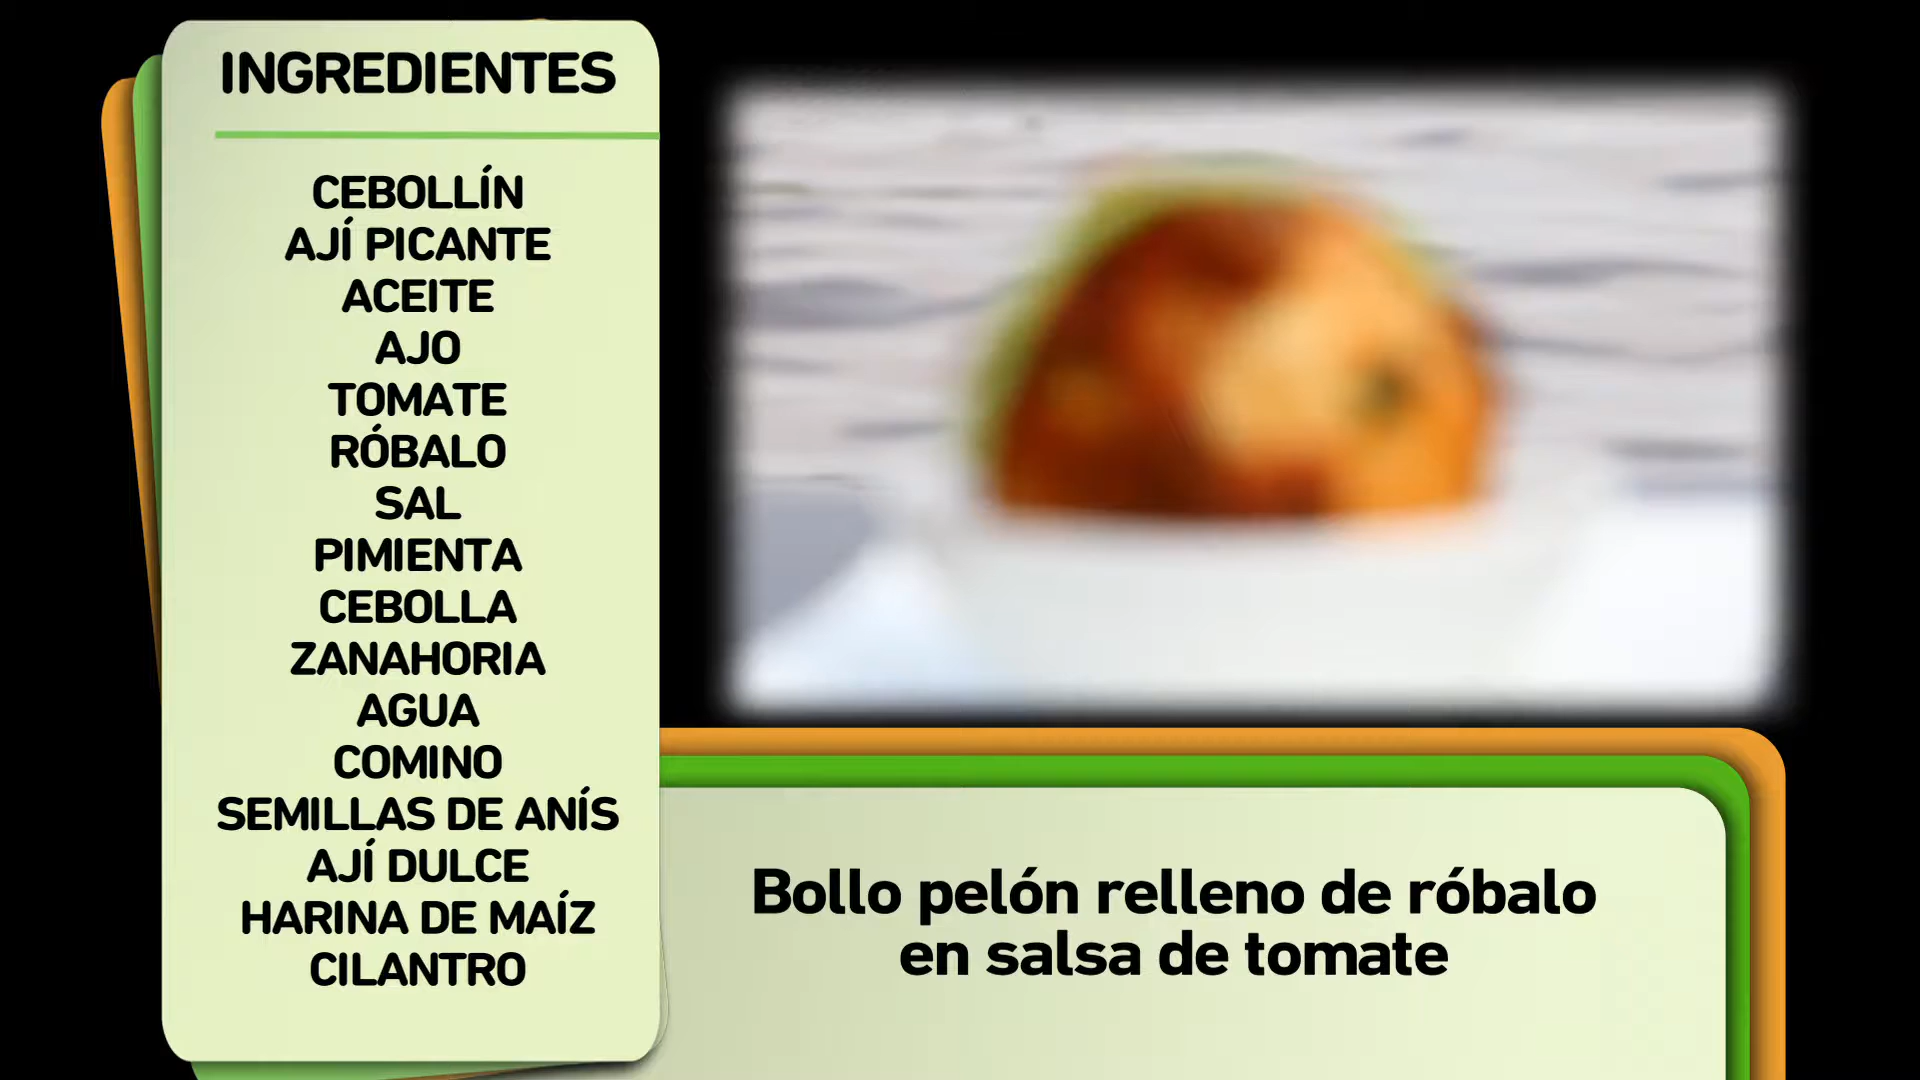 INGREDIENTES
CEBOLLÍN
AJÍ PICANTE
ACEITE
AJO
TOMATE
RÓBALO
SAL
PIMIENTA
CEBOLLA
ZANAHORIA
AGUA
COMINO
SEMILLAS DE ANÍS
AJÍ DULCE
HARINA DE MAÍZ
CILANTRO
Bollo pelón relleno de róbalo
en salsa de tomate